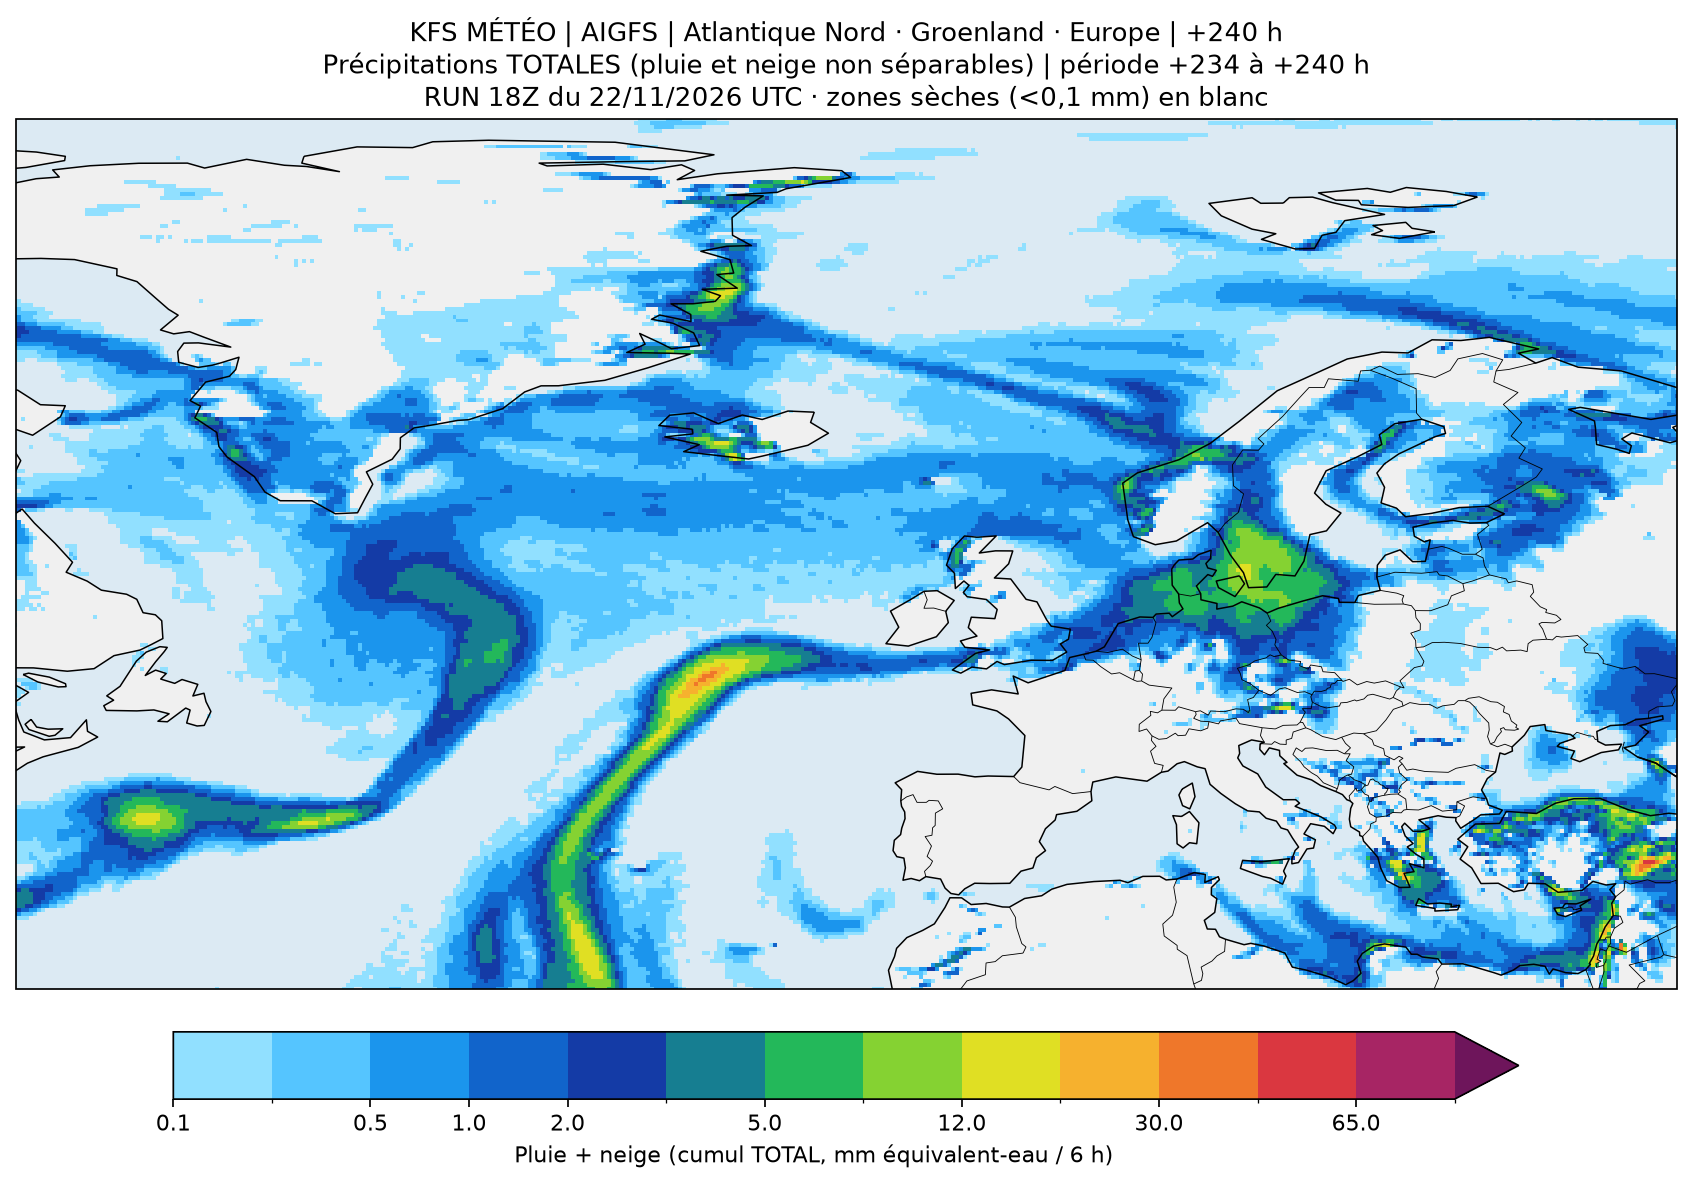 KFS MÉTÉO | AIGFS | Atlantique Nord · Groenland · Europe | +240 h
Précipitations TOTALES (pluie et neige non séparables) | période +234 à +240 h
RUN 18Z du 22/11/2026 UTC · zones sèches (<0,1 mm) en blanc
0.1 0.5 1.0 2.0 5.0 12.0 30.0 65.0
Pluie + neige (cumul TOTAL, mm équivalent-eau / 6 h)